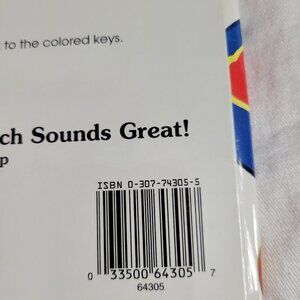 to the colored keys.
ch Sounds Great!
p
ISBN 0-307-74305-5
0 33500 64305 7
64305